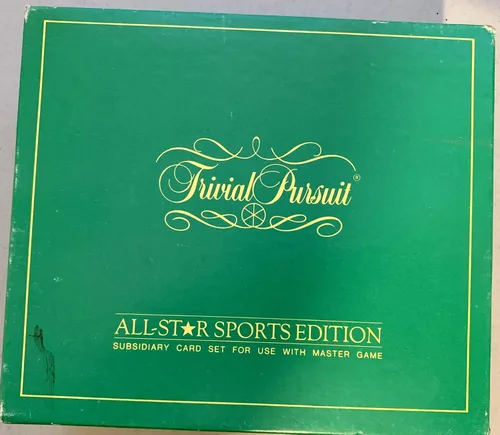 Trivial Pursuit®
ALL-ST★R SPORTS EDITION
SUBSIDIARY CARD SET FOR USE WITH MASTER GAME